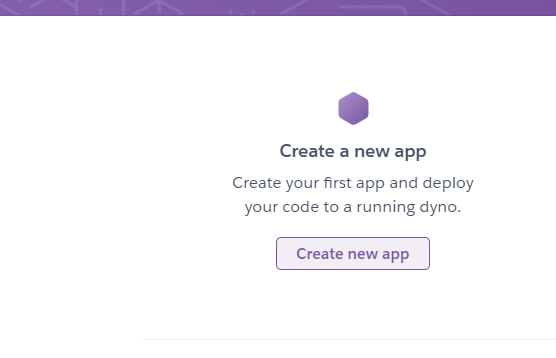 Create a new app
Create your first app and deploy
your code to a running dyno.
Create new app